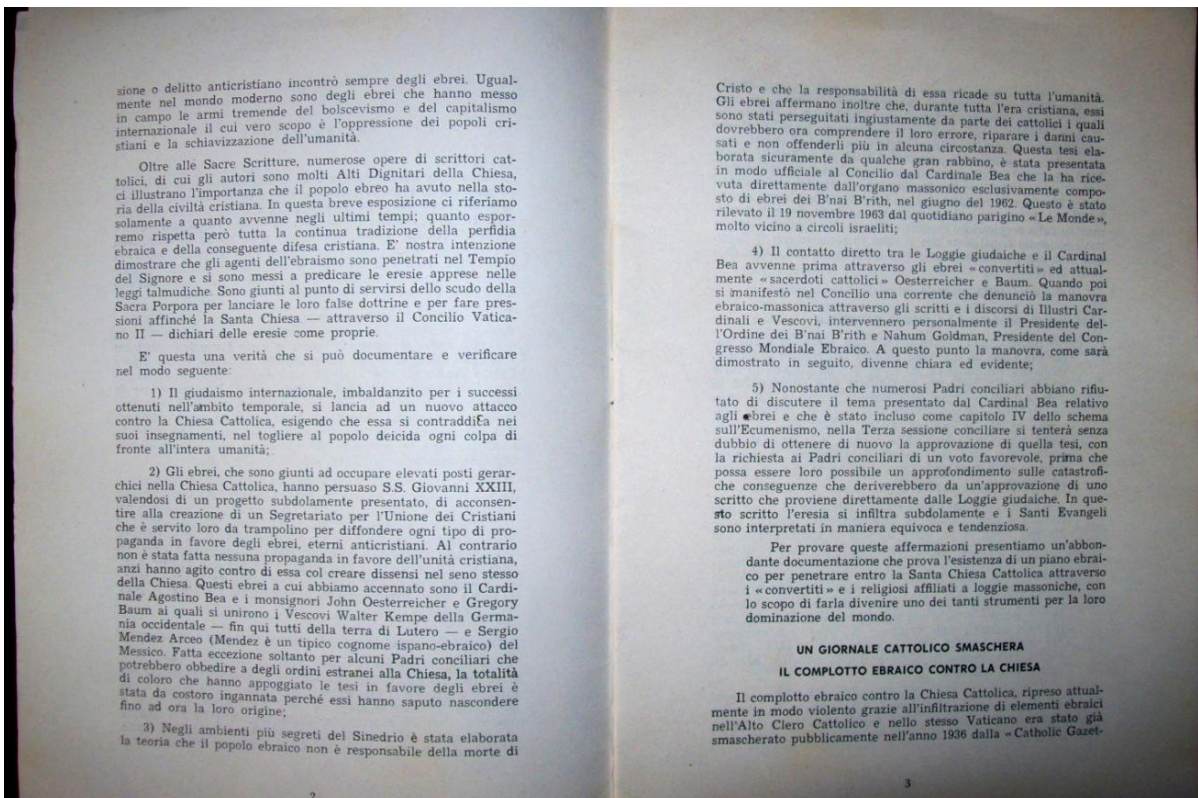 sione o delitto anticristiano incontrò sempre degli ebrei. Ugual-
mente nel mondo moderno sono degli ebrei che hanno messo
in campo le armi tremende del bolscevismo e del capitalismo
internazionale il cui vero scopo è l'oppressione dei popoli cri-
stiani e la schiavizzazione dell'umanità.
Oltre alle Sacre Scritture, numerose opere di scrittori cat-
tolici, di cui gli autori sono molti Alti Dignitari della Chiesa,
ci illustrano l'importanza che il popolo ebreo ha avuto nella sto-
ria della civiltà cristiana. In questa breve esposizione ci riferiamo
solamente a quanto avvenne negli ultimi tempi; quanto espor-
remo rispetta però tutta la continua tradizione della perfidia
ebraica e della conseguente difesa cristiana. E' nostra intenzione
dimostrare che gli agenti dell'ebraismo sono penetrati nel Tempio
del Signore e si sono messi a predicare le eresie apprese nelle
leggi talmudiche. Sono giunti al punto di servirsi dello scudo della
Sacra Porpora per lanciare le loro false dottrine e per fare pres-
sioni affinché la Santa Chiesa — attraverso il Concilio Vatica-
no II — dichiari delle eresie come proprie.
E' questa una verità che si può documentare e verificare
nel modo seguente:
1) Il giudaismo internazionale, imbaldanzito per i successi
ottenuti nell'ambito temporale, si lancia ad un nuovo attacco
contro la Chiesa Cattolica, esigendo che essa si contraddica nei
suoi insegnamenti, nel togliere al popolo deicida ogni colpa di
fronte all'intera umanità;
2) Gli ebrei, che sono giunti ad occupare elevati posti gerar-
chici nella Chiesa Cattolica, hanno persuaso S.S. Giovanni XXIII,
valendosi di un progetto subdolamente presentato, di acconsen-
tire alla creazione di un Segretariato per l'Unione dei Cristiani
che è servito loro da trampolino per diffondere ogni tipo di pro-
paganda in favore degli ebrei, eterni anticristiani. Al contrario
non è stata fatta nessuna propaganda in favore dell'unità cristiana,
anzi hanno agito contro di essa col creare dissensi nel seno stesso
della Chiesa. Questi ebrei a cui abbiamo accennato sono il Cardi-
nale Agostino Bea e i monsignori John Oesterreicher e Gregory
Baum ai quali si unirono i Vescovi Walter Kempe della Germa-
nia occidentale — fin qui tutti della terra di Lutero — e Sergio
Mendez Arceo (Mendez è un tipico cognome ispano-ebraico) del
Messico. Fatta eccezione soltanto per alcuni Padri conciliari che
potrebbero obbedire a degli ordini estranei alla Chiesa, la totalità
di coloro che hanno appoggiato le tesi in favore degli ebrei è
stata da costoro ingannata perché essi hanno saputo nascondere
fino ad ora la loro origine;
3) Negli ambienti più segreti del Sinedrio è stata elaborata
la teoria che il popolo ebraico non è responsabile della morte di
2
Cristo e che la responsabilità di essa ricade su tutta l'umanità.
Gli ebrei affermano inoltre che, durante tutta l'era cristiana, essi
sono stati perseguitati ingiustamente da parte dei cattolici i quali
dovrebbero ora comprendere il loro errore, riparare i danni cau-
sati e non offenderli più in alcuna circostanza. Questa tesi ela-
borata sicuramente da qualche gran rabbino, è stata presentata
in modo ufficiale al Concilio dal Cardinale Bea che la ha rice-
vuta direttamente dall'organo massonico esclusivamente compo-
sto di ebrei dei B'nai B'rith, nel giugno del 1962. Questo è stato
rilevato il 19 novembre 1963 dal quotidiano parigino «Le Monde»,
molto vicino a circoli israeliti;
4) Il contatto diretto tra le Loggie giudaiche e il Cardinal
Bea avvenne prima attraverso gli ebrei «convertiti» ed attual-
mente «sacerdoti cattolici» Oesterreicher e Baum. Quando poi
si manifestò nel Concilio una corrente che denunciò la manovra
ebraico-massonica attraverso gli scritti e i discorsi di Illustri Car-
dinali e Vescovi, intervennero personalmente il Presidente del-
l'Ordine dei B'nai B'rith e Nahum Goldman, Presidente del Con-
gresso Mondiale Ebraico. A questo punto la manovra, come sarà
dimostrato in seguito, divenne chiara ed evidente;
5) Nonostante che numerosi Padri conciliari abbiano rifiu-
tato di discutere il tema presentato dal Cardinal Bea relativo
agli ebrei e che è stato incluso come capitolo IV dello schema
sull'Ecumenismo, nella Terza sessione conciliare si tenterà senza
dubbio di ottenere di nuovo la approvazione di quella tesi, con
la richiesta ai Padri conciliari di un voto favorevole, prima che
possa essere loro possibile un approfondimento sulle catastrofi-
che conseguenze che deriverebbero da un'approvazione di uno
scritto che proviene direttamente dalle Loggie giudaiche. In que-
sto scritto l'eresia si infiltra subdolamente e i Santi Evangeli
sono interpretati in maniera equivoca e tendenziosa.
Per provare queste affermazioni presentiamo un'abbon-
dante documentazione che prova l'esistenza di un piano ebrai-
co per penetrare entro la Santa Chiesa Cattolica attraverso
i «convertiti» e i religiosi affiliati a loggie massoniche, con
lo scopo di farla divenire uno dei tanti strumenti per la loro
dominazione del mondo.
UN GIORNALE CATTOLICO SMASCHERA
IL COMPLOTTO EBRAICO CONTRO LA CHIESA
Il complotto ebraico contro la Chiesa Cattolica, ripreso attual-
mente in modo violento grazie all'infiltrazione di elementi ebraici
nell'Alto Clero Cattolico e nello stesso Vaticano era stato già
smascherato pubblicamente nell'anno 1936 dalla «Catholic Gazet-
3